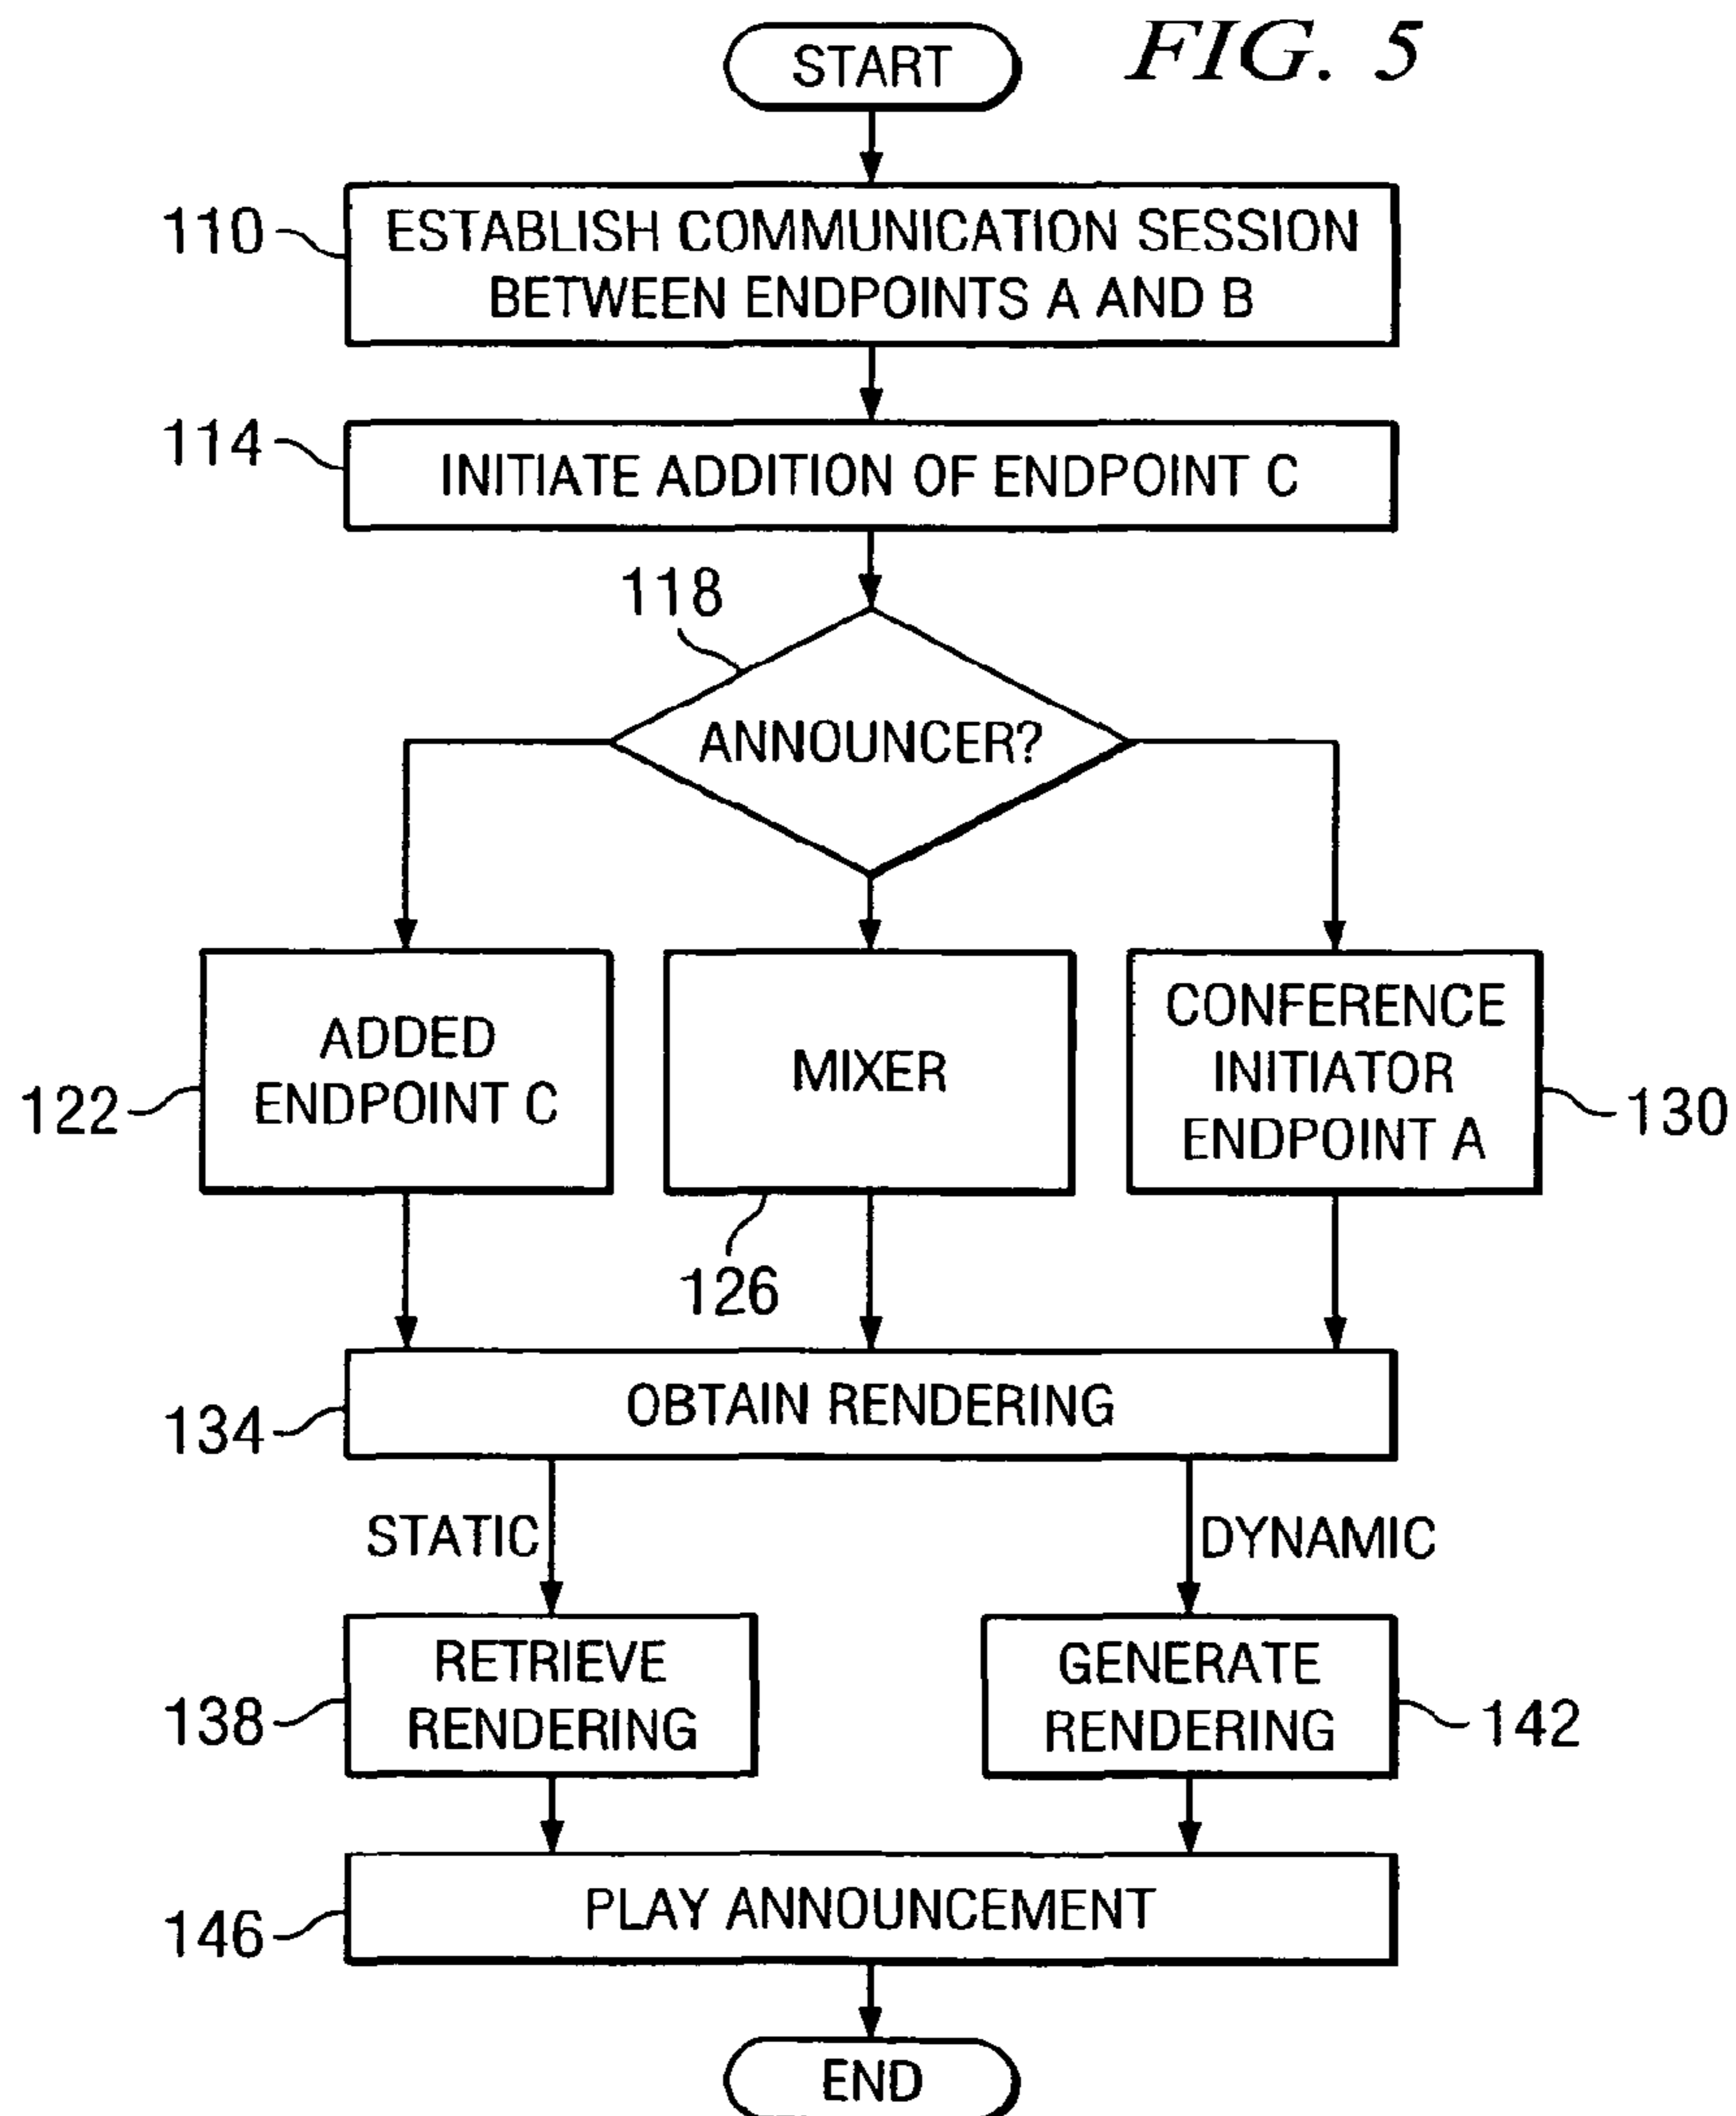 START
FIG. 5
110
ESTABLISH COMMUNICATION SESSION
BETWEEN ENDPOINTS A AND B
114
INITIATE ADDITION OF ENDPOINT C
118
ANNOUNCER?
122
ADDED
ENDPOINT C
MIXER
126
CONFERENCE
INITIATOR
ENDPOINT A
130
134
OBTAIN RENDERING
STATIC
DYNAMIC
138
RETRIEVE
RENDERING
GENERATE
RENDERING
142
146
PLAY ANNOUNCEMENT
END